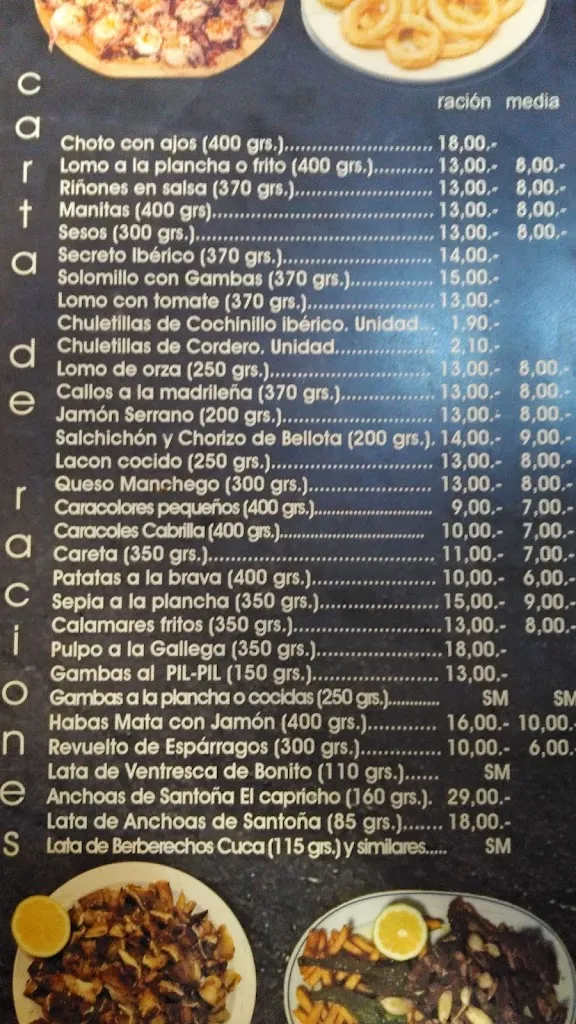 carta de raciones
ración media
Choto con ajos (400 grs.)................................ 18,00.-
Lomo a la plancha o frito (400 grs.)............ 13,00.- 8,00.-
Riñones en salsa (370 grs.)............................. 13,00.- 8,00.-
Manitas (400 grs)............................................... 13,00.- 8,00.-
Sesos (300 grs.)................................................... 13,00.- 8,00.-
Secreto Ibérico (370 grs.)................................ 14,00.-
Solomillo con Gambas (370 grs.).................. 15,00.-
Lomo con tomate (370 grs.)........................... 13,00.-
Chuletillas de Cochinillo ibérico. Unidad... 1,90.-
Chuletillas de Cordero. Unidad..................... 2,10.-
Lomo de orza (250 grs.)................................... 13,00.- 8,00.-
Callos a la madrileña (370 grs.).................... 13,00.- 8,00.-
Jamón Serrano (200 grs.)................................ 13,00.- 8,00.-
Salchichón y Chorizo de Bellota (200 grs.). 14,00.- 9,00.-
Lacon cocido (250 grs.)................................... 13,00.- 8,00.-
Queso Manchego (300 grs.)........................... 13,00.- 8,00.-
Caracolores pequeños (400 grs.)........................ 9,00.- 7,00.-
Caracoles Cabrilla (400 grs.).............................. 10,00.- 7,00.-
Careta (350 grs.)................................................ 11,00.- 7,00.-
Patatas a la brava (400 grs.).......................... 10,00.- 6,00.-
Sepia a la plancha (350 grs.)......................... 15,00.- 9,00.-
Calamares fritos (350 grs.)............................. 13,00.- 8,00.-
Pulpo a la Gallega (350 grs.)......................... 18,00.-
Gambas al PIL-PIL (150 grs.).......................... 13,00.-
Gambas a la plancha o cocidas (250 grs.)............ SM SM
Habas Mata con Jamón (400 grs.)................ 16,00.- 10,00.-
Revuelto de Espárragos (300 grs.)................ 10,00.- 6,00.-
Lata de Ventresca de Bonito (110 grs.)...... SM
Anchoas de Santoña El capricho (160 grs.). 29,00.-
Lata de Anchoas de Santoña (85 grs.)....... 18,00.-
Lata de Berberechos Cuca (115 grs.) y similares..... SM